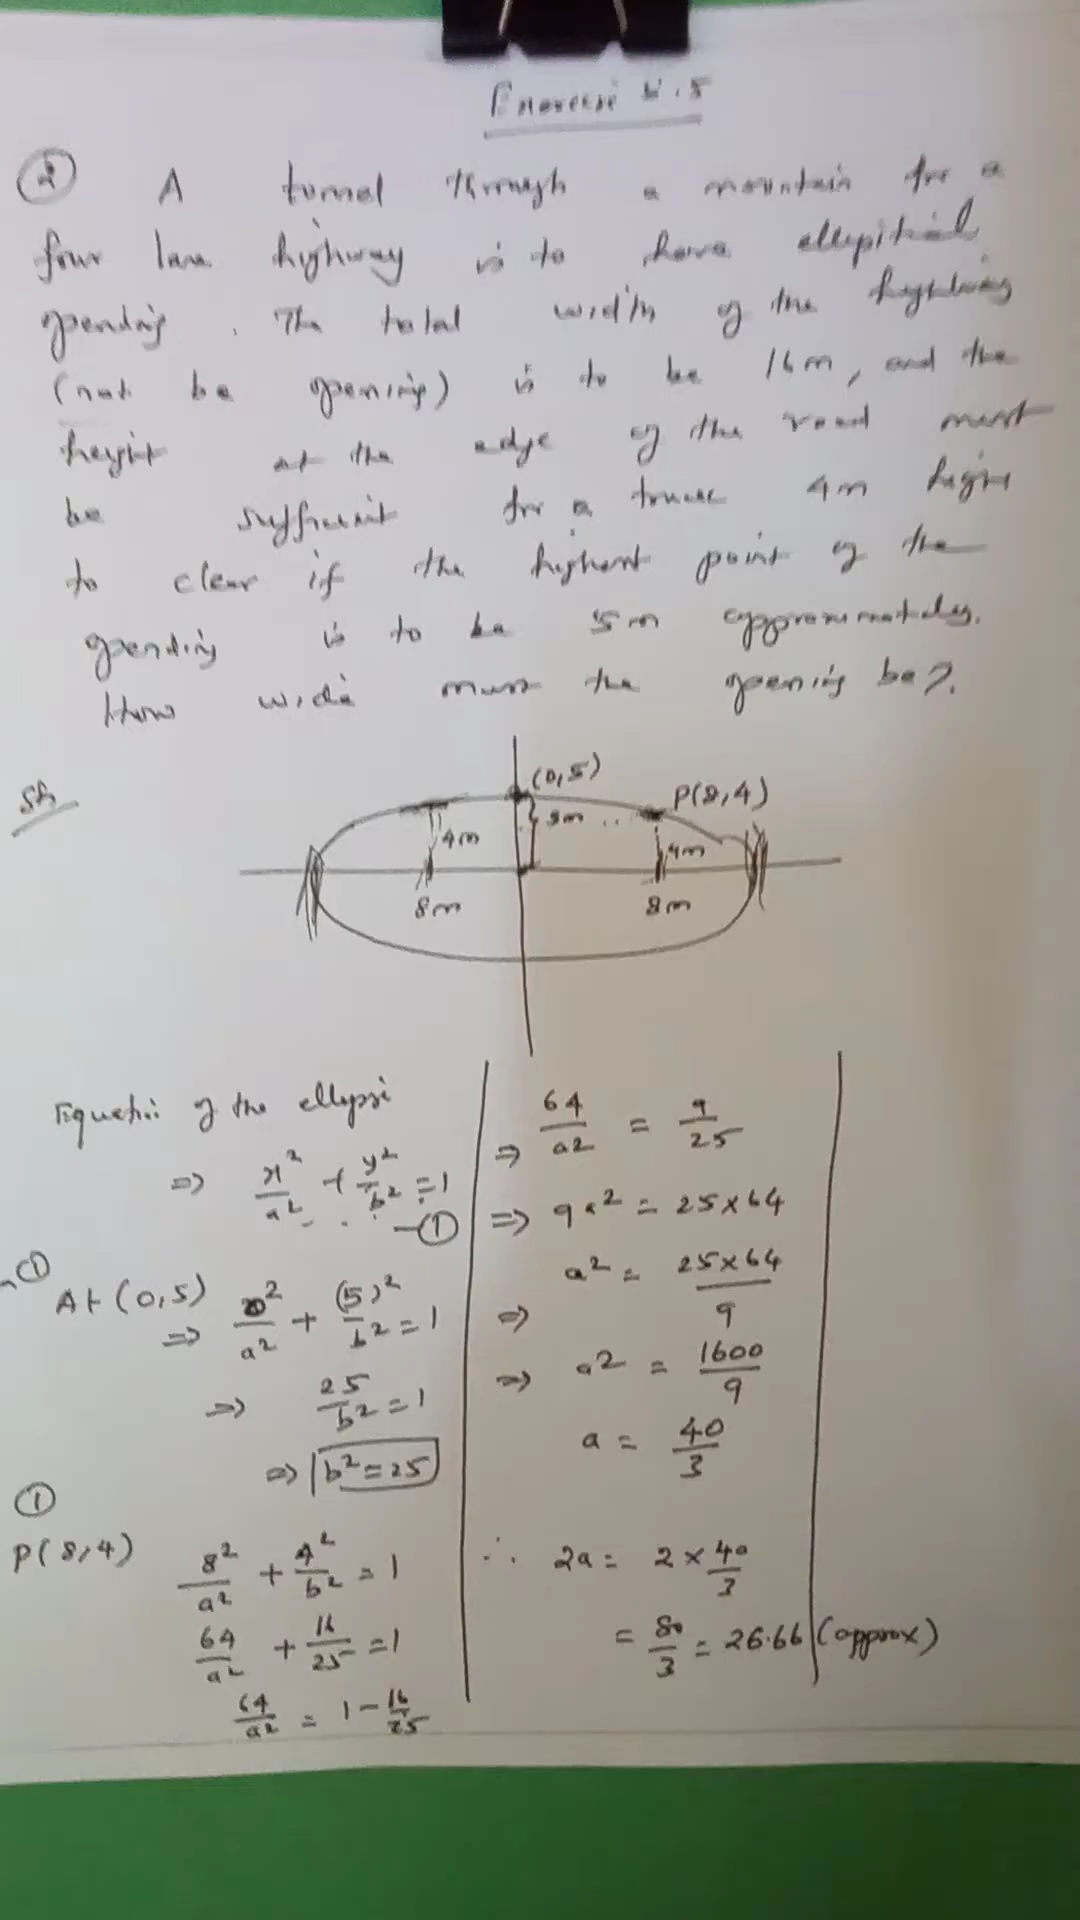 Exercise 5.5
② A tunnel through a mountain for a
four lane highway is to have elliptical
opending. The total width of the highway
(not be opening) is to be 16m, and the
height at the edge of the road must
be sufficient for a truck 4m high
to clear if the highest point of the
opending is to be 5m approximately.
How wide must the opening be?
Sh
(0,5)
P(8,4)
4m
5m
4m
8m
8m
Equation of the ellipse
⇒ x²/a² + y²/b² = 1
—①
①
At (0,5)
⇒ 0²/a² + (5)²/b² = 1
⇒ 25/b² = 1
⇒ b² = 25
①
P(8,4)
8²/a² + 4²/b² = 1
64/a² + 16/25 = 1
64/a² = 1 - 16/25
⇒ 64/a2 = 9/25
⇒ 9a² = 25×64
⇒ a² = 25×64/9
⇒ a2 = 1600/9
a = 40/3
∴ 2a = 2 × 40/3
= 80/3 = 26.66 (approx)